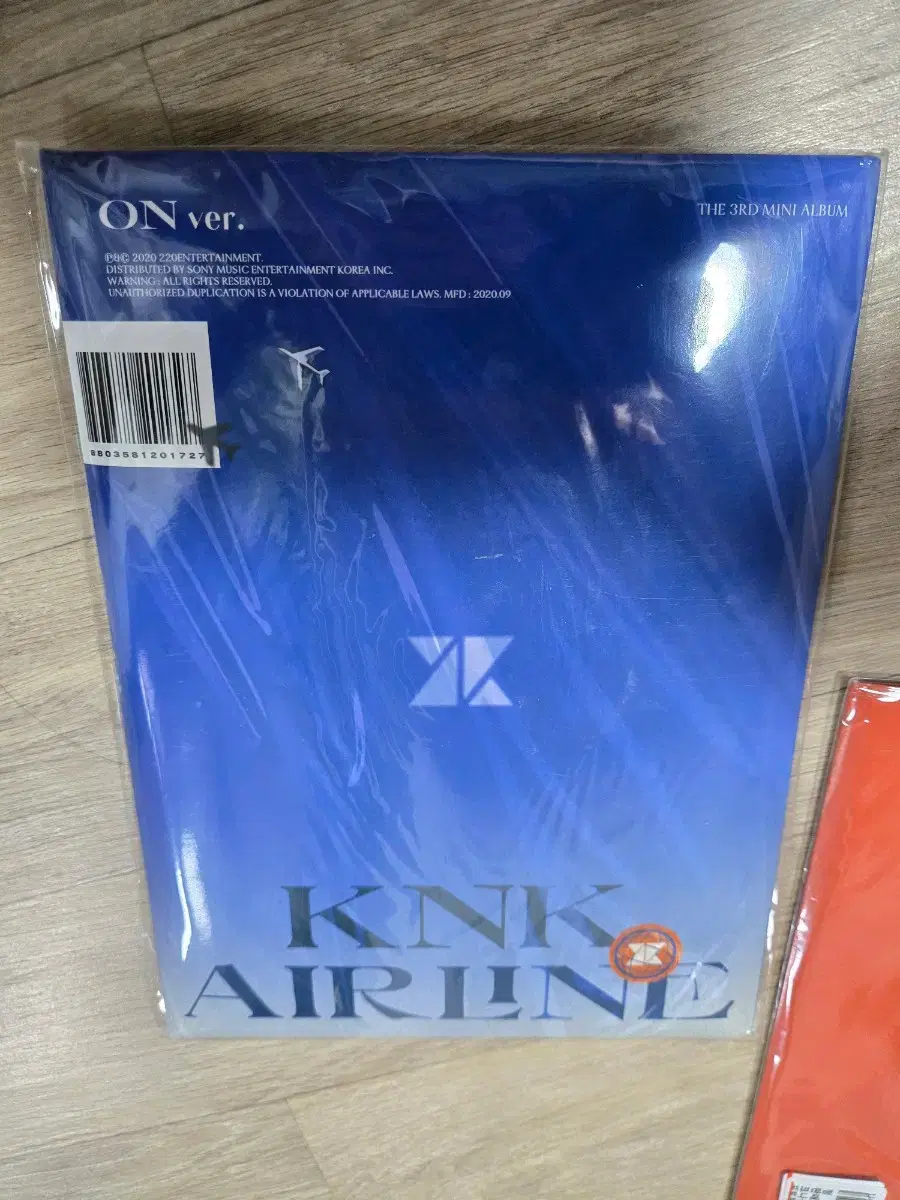 ON ver.
THE 3RD MINI ALBUM
℗&© 2020 220ENTERTAINMENT.
DISTRIBUTED BY SONY MUSIC ENTERTAINMENT KOREA INC.
WARNING : ALL RIGHTS RESERVED.
UNAUTHORIZED DUPLICATION IS A VIOLATION OF APPLICABLE LAWS. MFD : 2020.09
8803581201727
KNK
AIRLINE